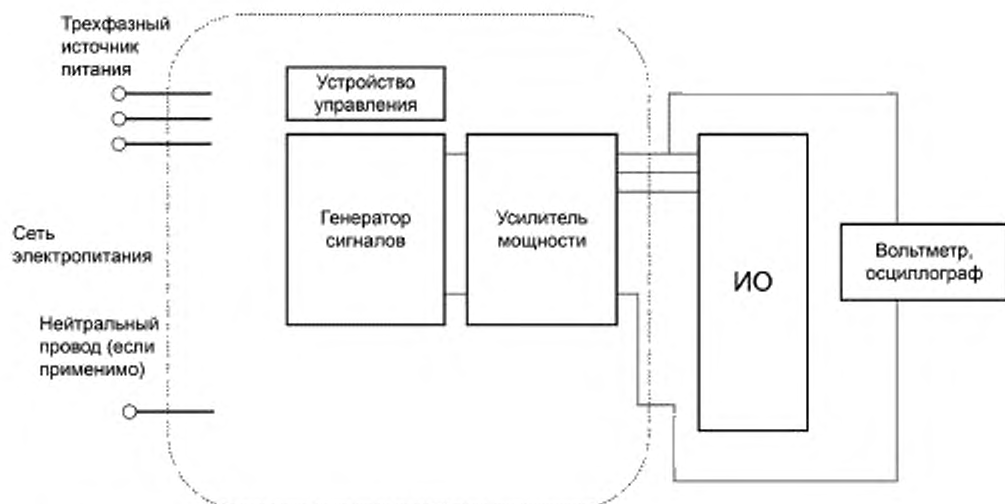 Трехфазный
источник
питания
Устройство
управления
Генератор
сигналов
Усилитель
мощности
Сеть
электропитания
ИО
Вольтметр,
осциллограф
Нейтральный
провод (если
применимо)